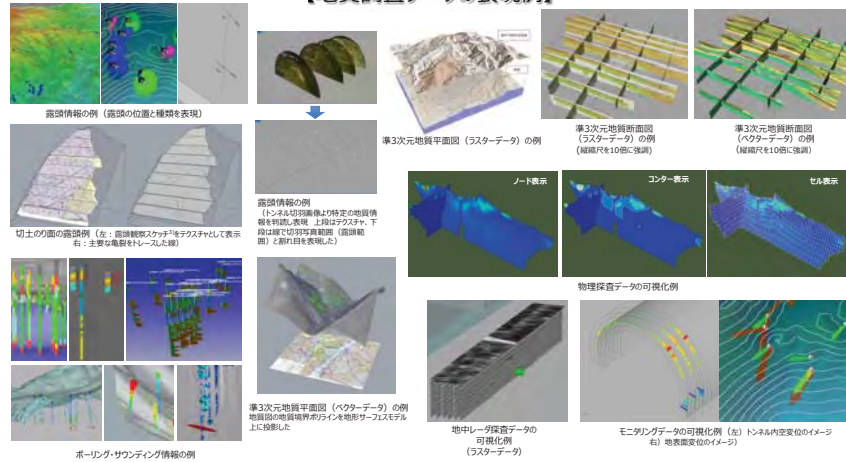 【地質調査データの表現例】
露頭情報の例（露頭の位置と種類を表現）
切土のり面の露頭例（左：露頭観察スケッチ³⁾をテクスチャとして表示
右：主要な亀裂をトレースした線）
ボーリング・サウンディング情報の例
露頭情報の例
（トンネル切羽画像より特定の地質情
報を判読し表現 上段はテクスチャ、下
段は線で切羽写真範囲（露頭範
囲）と割れ目を表現した）
準3次元地質平面図（ベクターデータ）の例
地質図の地質境界ポリラインを地形サーフェスモデル
上に投影した
準3次元地質平面図（ラスターデータ）の例
準3次元地質断面図
（ラスターデータ）の例
（縦縮尺を10倍に強調）
準3次元地質断面図
（ベクターデータ）の例
（縦縮尺を10倍に強調）
ノード表示
コンター表示
セル表示
物理探査データの可視化例
地中レーダ探査データの
可視化例
（ラスターデータ）
モニタリングデータの可視化例（左）トンネル内空変位のイメージ
右）地表面変位のイメージ）